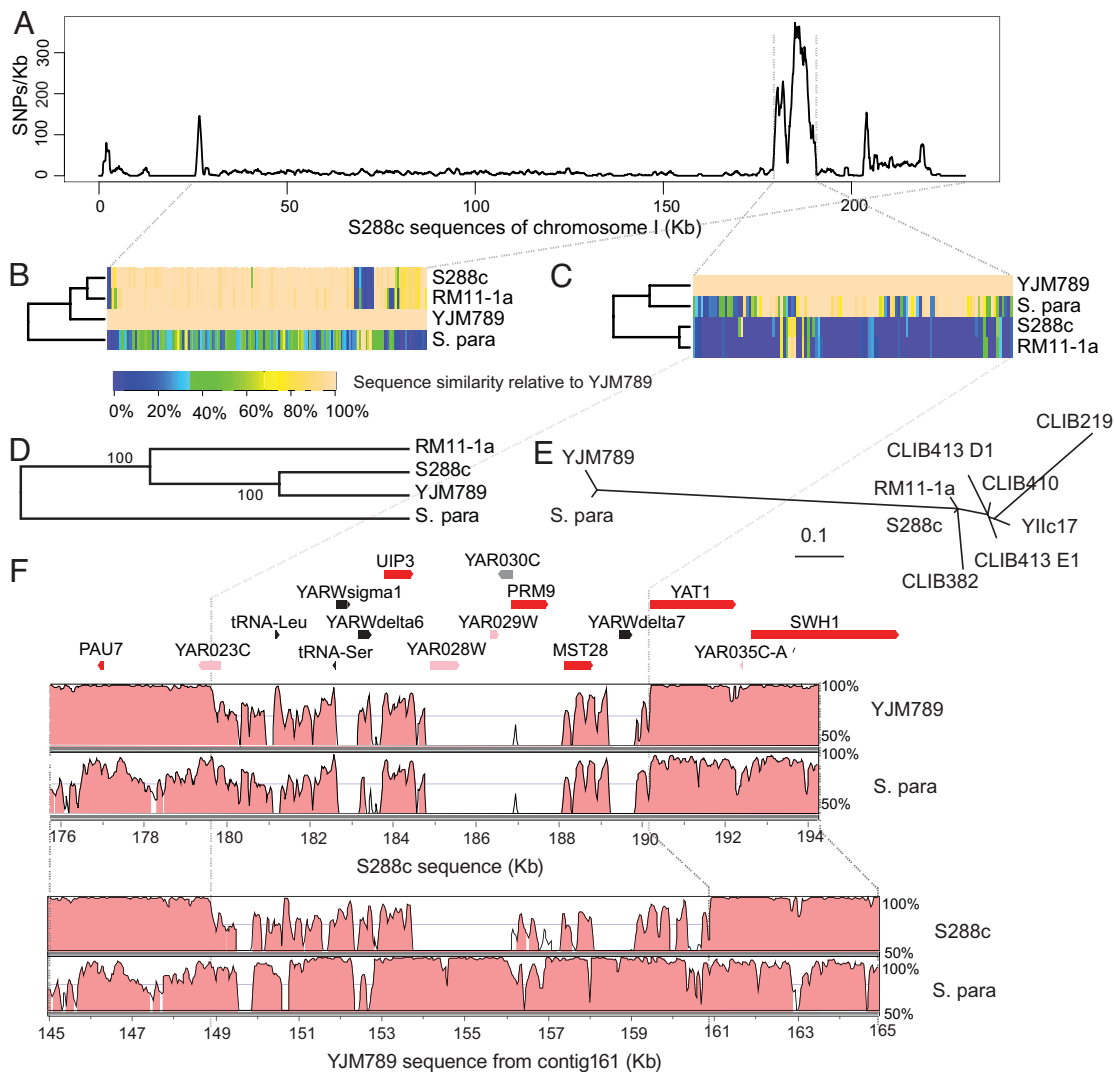 A
SNPs/Kb
0 100 200 300
0 50 100 150 200
S288c sequences of chromosome I (Kb)
B
S288c
RM11-1a
YJM789
S. para
C
YJM789
S. para
S288c
RM11-1a
Sequence similarity relative to YJM789
0% 20% 40% 60% 80% 100%
D
RM11-1a
100
S288c
100
YJM789
S. para
E
YJM789
S. para
CLIB219
CLIB413 D1
CLIB410
RM11-1a
S288c
YIIc17
CLIB413 E1
CLIB382
0.1
F
UIP3
YAR030C
YARWsigma1
PRM9
YAT1
tRNA-Leu
YARWdelta6
YAR029W
YARWdelta7
SWH1
PAU7
YAR023C
tRNA-Ser
YAR028W
MST28
YAR035C-A
100%
YJM789
50%
100%
S. para
50%
176 178 180 182 184 186 188 190 192 194
S288c sequence (Kb)
100%
S288c
50%
100%
S. para
50%
145 147 149 151 153 155 157 159 161 163 165
YJM789 sequence from contig161 (Kb)